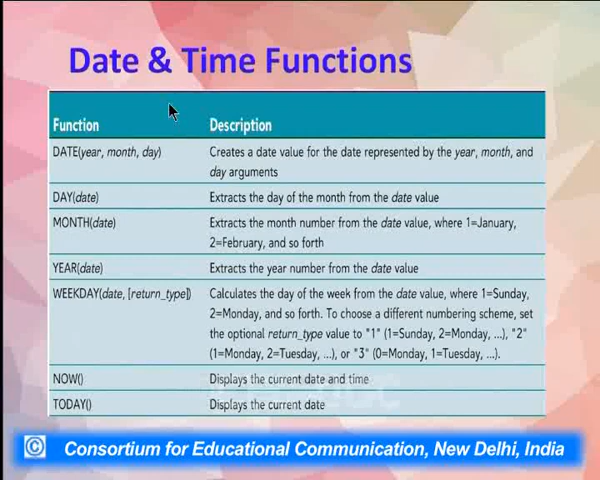 Date & Time Functions
Function Description
DATE(year, month, day) Creates a date value for the date represented by the year, month, and
day arguments
DAY(date) Extracts the day of the month from the date value
MONTH(date) Extracts the month number from the date value, where 1=January,
2=February, and so forth
YEAR(date) Extracts the year number from the date value
WEEKDAY(date, [return_type]) Calculates the day of the week from the date value, where 1=Sunday,
2=Monday, and so forth. To choose a different numbering scheme, set
the optional return_type value to "1" (1=Sunday, 2=Monday, ...), "2"
(1=Monday, 2=Tuesday, ...), or "3" (0=Monday, 1=Tuesday, ...).
NOW() Displays the current date and time
TODAY() Displays the current date
© Consortium for Educational Communication, New Delhi, India